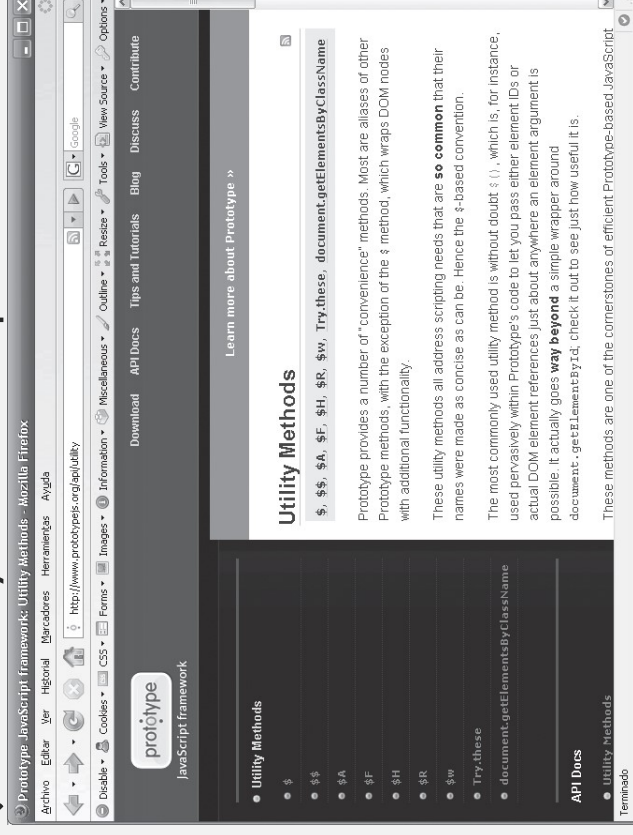 Prototype JavaScript framework: Utility Methods - Mozilla Firefox
Archivo Editar Ver Historial Marcadores Herramientas Ayuda
http://www.prototypejs.org/api/utility
Google
Disable Cookies CSS Forms Images Information Miscellaneous Outline Resize Tools View Source Options
prototype
JavaScript framework
Download API Docs Tips and Tutorials Blog Discuss Contribute
Learn more about Prototype »
Utility Methods
$
$$
$A
$F
$H
$R
$w
Try.these
document.getElementsByClassName
API Docs
Utility Methods
Utility Methods
$, $$, $A, $F, $H, $R, $w, Try.these, document.getElementsByClassName
Prototype provides a number of "convenience" methods. Most are aliases of other
Prototype methods, with the exception of the $ method, which wraps DOM nodes
with additional functionality.
These utility methods all address scripting needs that are so common that their
names were made as concise as can be. Hence the $-based convention.
The most commonly used utility method is without doubt $(), which is, for instance,
used pervasively within Prototype's code to let you pass either element IDs or
actual DOM element references just about anywhere an element argument is
possible. It actually goes way beyond a simple wrapper around
document.getElementById; check it out to see just how useful it is.
These methods are one of the cornerstones of efficient Prototype-based JavaScript
Terminado